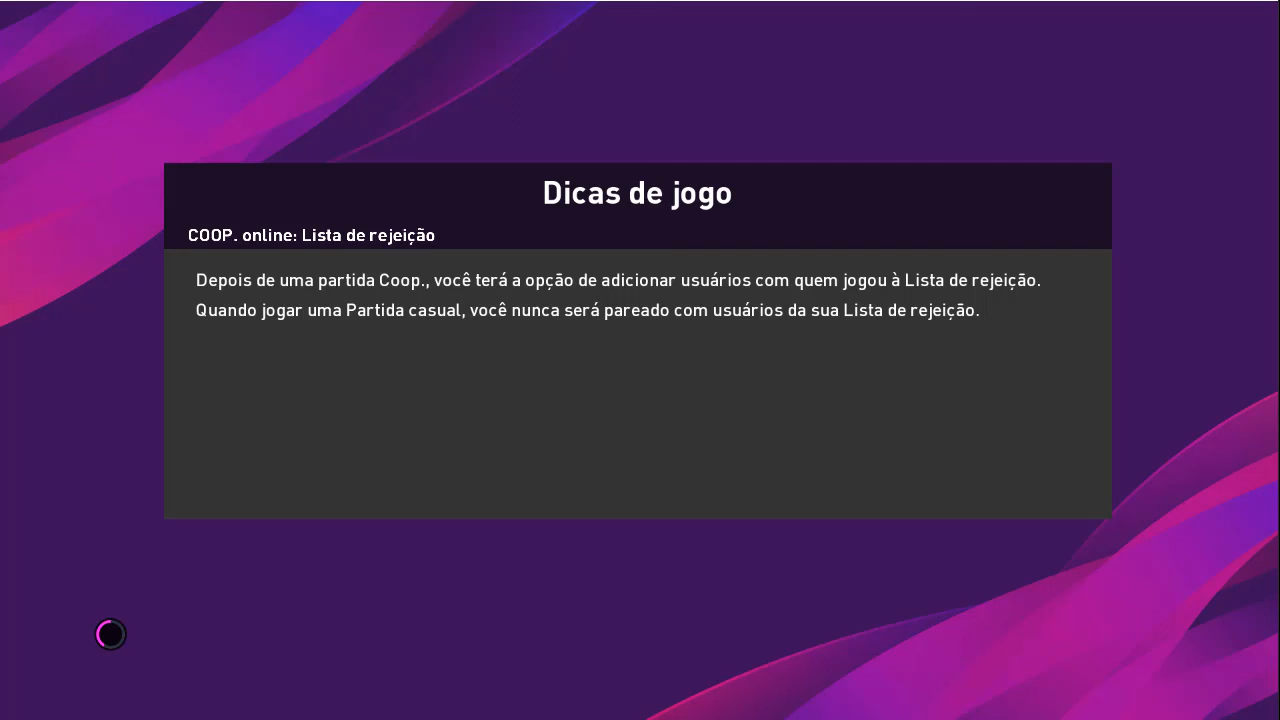 Dicas de jogo
COOP. online: Lista de rejeição
Depois de uma partida Coop., você terá a opção de adicionar usuários com quem jogou à Lista de rejeição.
Quando jogar uma Partida casual, você nunca será pareado com usuários da sua Lista de rejeição.